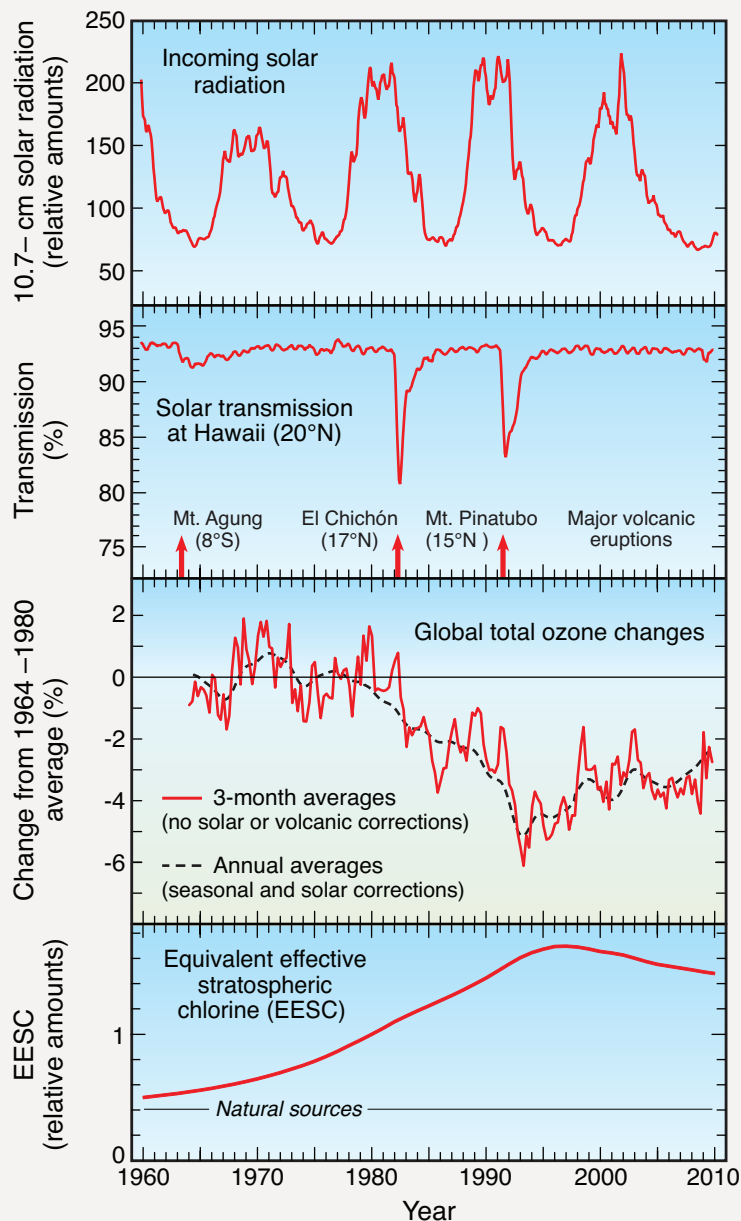 10.7– cm solar radiation
(relative amounts)
250
200
150
100
50
Incoming solar
radiation
Transmission
(%)
95
90
85
80
75
Solar transmission
at Hawaii (20°N)
Mt. Agung
(8°S)
El Chichón
(17°N)
Mt. Pinatubo
(15°N )
Major volcanic
eruptions
Change from 1964 –1980
average (%)
2
0
-2
-4
-6
Global total ozone changes
3-month averages
(no solar or volcanic corrections)
Annual averages
(seasonal and solar corrections)
EESC
(relative amounts)
1
0
Equivalent effective
stratospheric
chlorine (EESC)
Natural sources
1960 1970 1980 1990 2000 2010
Year